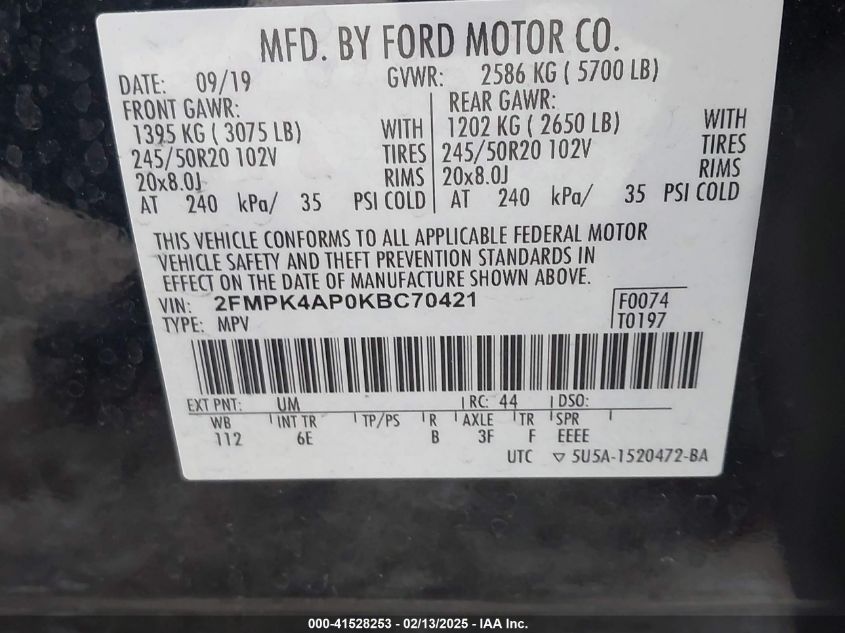 MFD. BY FORD MOTOR CO.
DATE: 09/19 GVWR: 2586 KG ( 5700 LB)
FRONT GAWR: REAR GAWR:
1395 KG ( 3075 LB) WITH 1202 KG ( 2650 LB) WITH
245/50R20 102V TIRES 245/50R20 102V TIRES
20x8.0J RIMS 20x8.0J RIMS
AT 240 kPa/ 35 PSI COLD AT 240 kPa/ 35 PSI COLD
THIS VEHICLE CONFORMS TO ALL APPLICABLE FEDERAL MOTOR
VEHICLE SAFETY AND THEFT PREVENTION STANDARDS IN
EFFECT ON THE DATE OF MANUFACTURE SHOWN ABOVE.
VIN: 2FMPK4AP0KBC70421 F0074
TYPE: MPV T0197
EXT PNT: UM RC: 44 DSO:
WB INT TR TP/PS R AXLE TR SPR
112 6E B 3F F EEEE
UTC ▽ 5U5A-1520472-BA
000-41528253 - 02/13/2025 - IAA Inc.